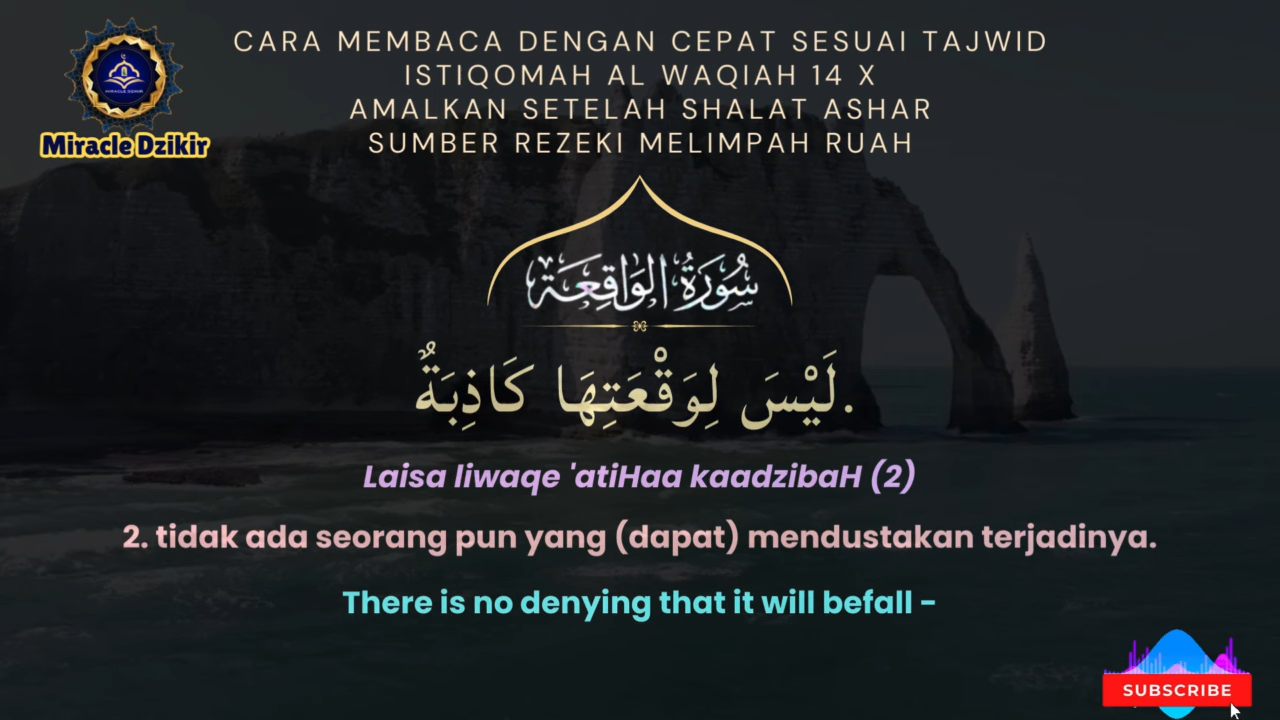 CARA MEMBACA DENGAN CEPAT SESUAI TAJWID
ISTIQOMAH AL WAQIAH 14 X
AMALKAN SETELAH SHALAT ASHAR
SUMBER REZEKI MELIMPAH RUAH
MIRACLE DZIKIR
Miracle Dzikir
سُورَةُ الوَاقِعَة
لَيْسَ لِوَقْعَتِهَا كَاذِبَةٌ.
Laisa liwaqe 'atiHaa kaadzibaH (2)
2. tidak ada seorang pun yang (dapat) mendustakan terjadinya.
There is no denying that it will befall -
SUBSCRIBE